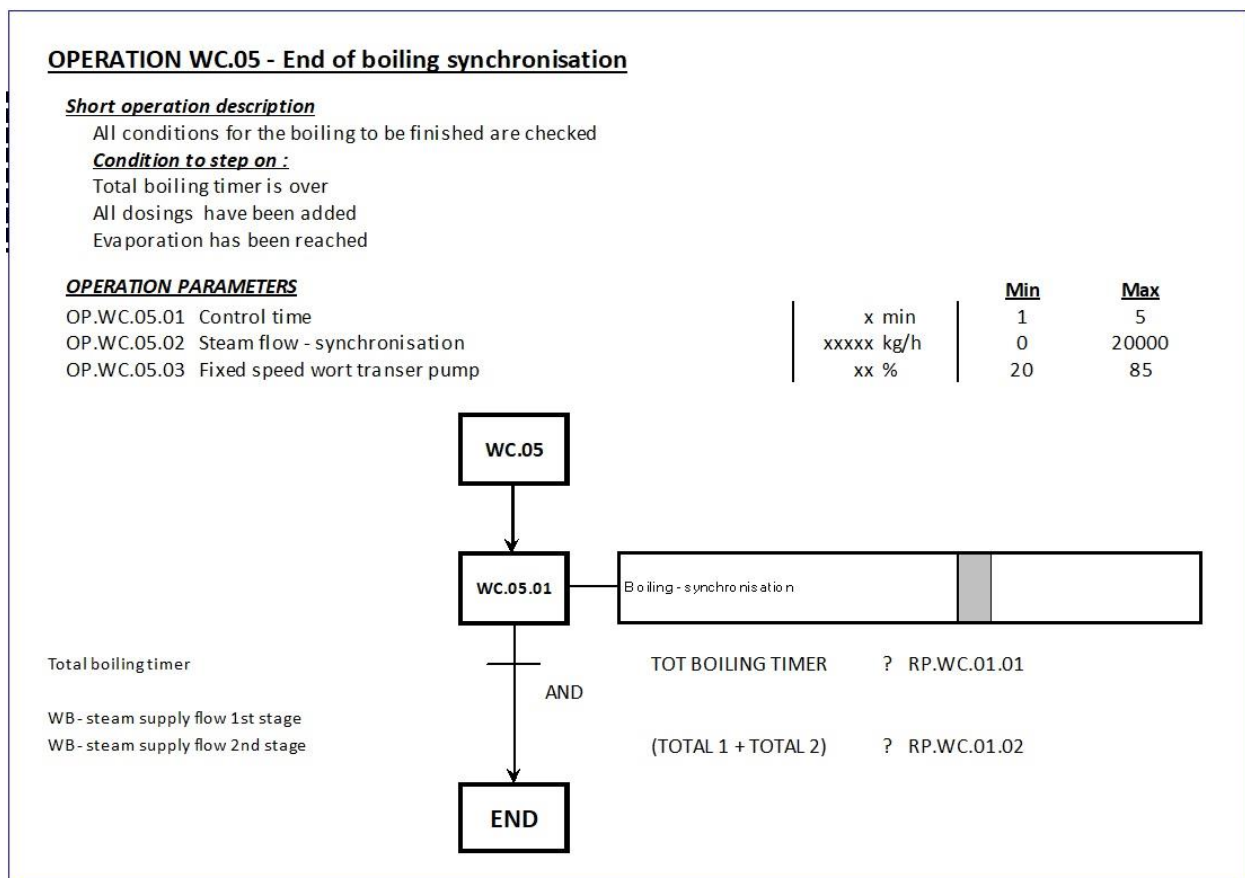 OPERATION WC.05 - End of boiling synchronisation
Short operation description
All conditions for the boiling to be finished are checked
Condition to step on :
Total boiling timer is over
All dosings have been added
Evaporation has been reached
OPERATION PARAMETERS Min Max
OP.WC.05.01 Control time x min 1 5
OP.WC.05.02 Steam flow - synchronisation xxxxx kg/h 0 20000
OP.WC.05.03 Fixed speed wort transer pump xx % 20 85
WC.05
WC.05.01 Boiling - synchronisation
Total boiling timer TOT BOILING TIMER ? RP.WC.01.01
AND
WB - steam supply flow 1st stage
WB - steam supply flow 2nd stage (TOTAL 1 + TOTAL 2) ? RP.WC.01.02
END